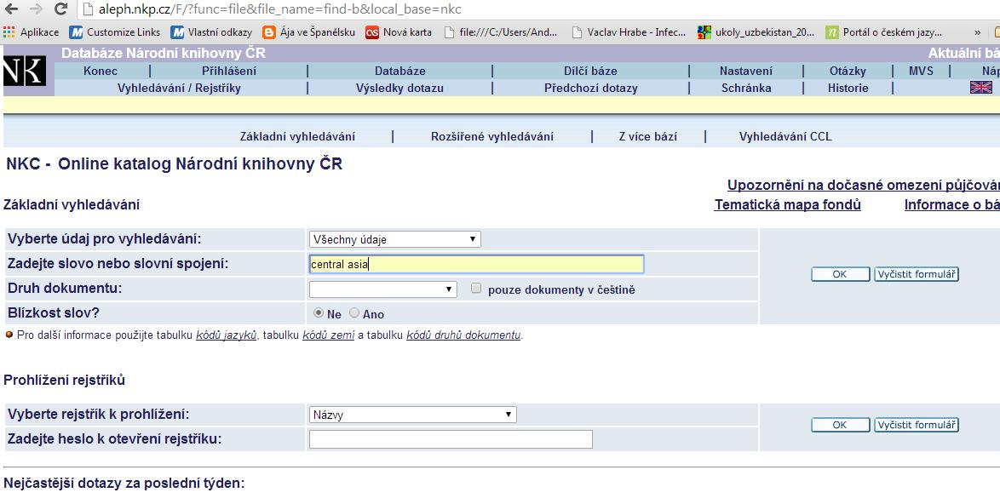 aleph.nkp.cz/F/?func=file&file_name=find-b&local_base=nkc
Aplikace Customize Links Vlastní odkazy Ája ve Španělsku Nová karta file:///C:/Users/And... Vaclav Hrabe - Infec... ukoly_uzbekistan_20... Portál o českém jazy... »
NK Databáze Národní knihovny ČR Aktuální bá
Konec | Přihlášení | Databáze | Dílčí báze | Nastavení | Otázky | MVS | Náp
Vyhledávání / Rejstříky | Výsledky dotazu | Předchozí dotazy | Schránka | Historie |
Základní vyhledávání | Rozšířené vyhledávání | Z více bází | Vyhledávání CCL
NKC - Online katalog Národní knihovny ČR
Upozornění na dočasné omezení půjčován
Základní vyhledávání Tematická mapa fondů Informace o bá
Vyberte údaj pro vyhledávání: Všechny údaje
Zadejte slovo nebo slovní spojení: central asia
OK Vyčistit formulář
Druh dokumentu: pouze dokumenty v češtině
Blízkost slov? Ne Ano
Pro další informace použijte tabulku kódů jazyků, tabulku kódů zemí a tabulku kódů druhů dokumentu.
Prohlížení rejstříků
Vyberte rejstřík k prohlížení: Názvy
OK Vyčistit formulář
Zadejte heslo k otevření rejstříku:
Nejčastější dotazy za poslední týden: